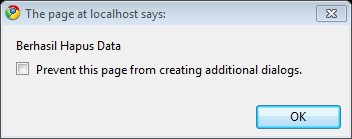 The page at localhost says:
Berhasil Hapus Data
Prevent this page from creating additional dialogs.
OK